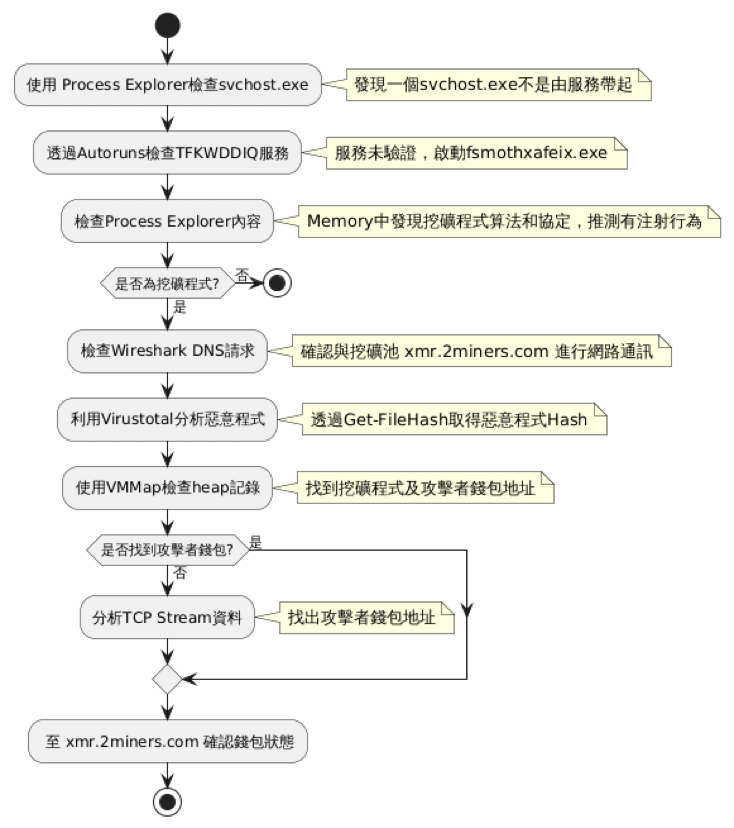 使用 Process Explorer檢查svchost.exe
發現一個svchost.exe不是由服務帶起
透過Autoruns檢查TFKWDDIQ服務
服務未驗證，啟動fsmothxafeix.exe
檢查Process Explorer內容
Memory中發現挖礦程式算法和協定，推測有注射行為
是否為挖礦程式?
否
是
檢查Wireshark DNS請求
確認與挖礦池 xmr.2miners.com 進行網路通訊
利用Virustotal分析惡意程式
透過Get-FileHash取得惡意程式Hash
使用VMMap檢查heap記錄
找到挖礦程式及攻擊者錢包地址
是否找到攻擊者錢包?
是
否
分析TCP Stream資料
找出攻擊者錢包地址
至 xmr.2miners.com 確認錢包狀態